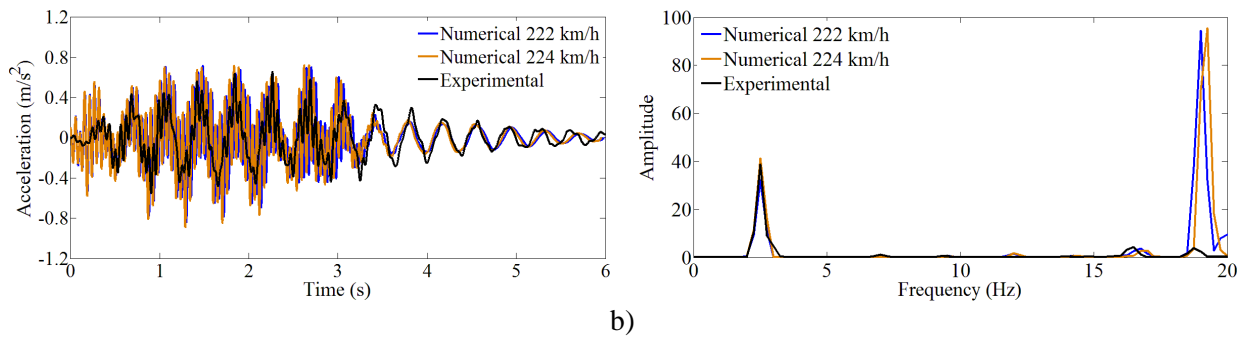 1.2
0.8
0.4
0
-0.4
-0.8
-1.2
Acceleration (m/s²)
0 1 2 3 4 5 6
Time (s)
Numerical 222 km/h
Numerical 224 km/h
Experimental
100
80
60
40
20
0
Amplitude
0 5 10 15 20
Frequency (Hz)
Numerical 222 km/h
Numerical 224 km/h
Experimental
b)